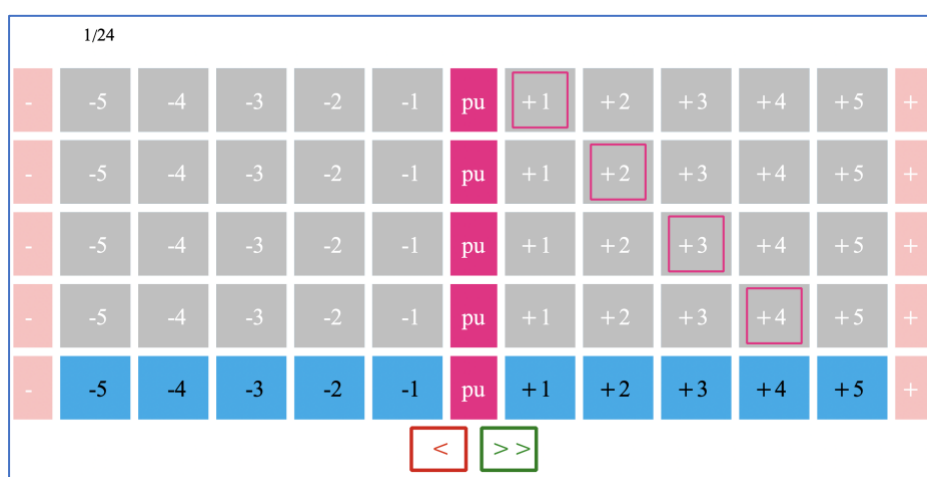 1/24
- -5 -4 -3 -2 -1 pu +1 +2 +3 +4 +5 +
- -5 -4 -3 -2 -1 pu +1 +2 +3 +4 +5 +
- -5 -4 -3 -2 -1 pu +1 +2 +3 +4 +5 +
- -5 -4 -3 -2 -1 pu +1 +2 +3 +4 +5 +
- -5 -4 -3 -2 -1 pu +1 +2 +3 +4 +5 +
< >>